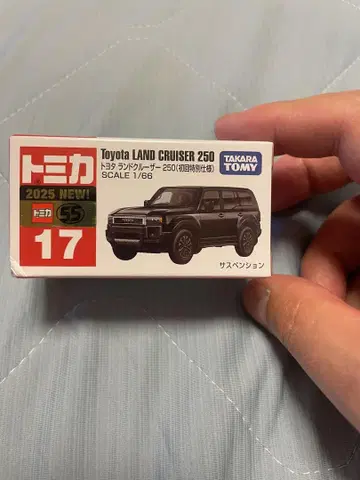 トミカ
2025 NEW!
トミカ 55
17
Toyota LAND CRUISER 250
トヨタ ランドクルーザー 250(初回特別仕様)
SCALE 1/66
TAKARA
TOMY
サスペンション